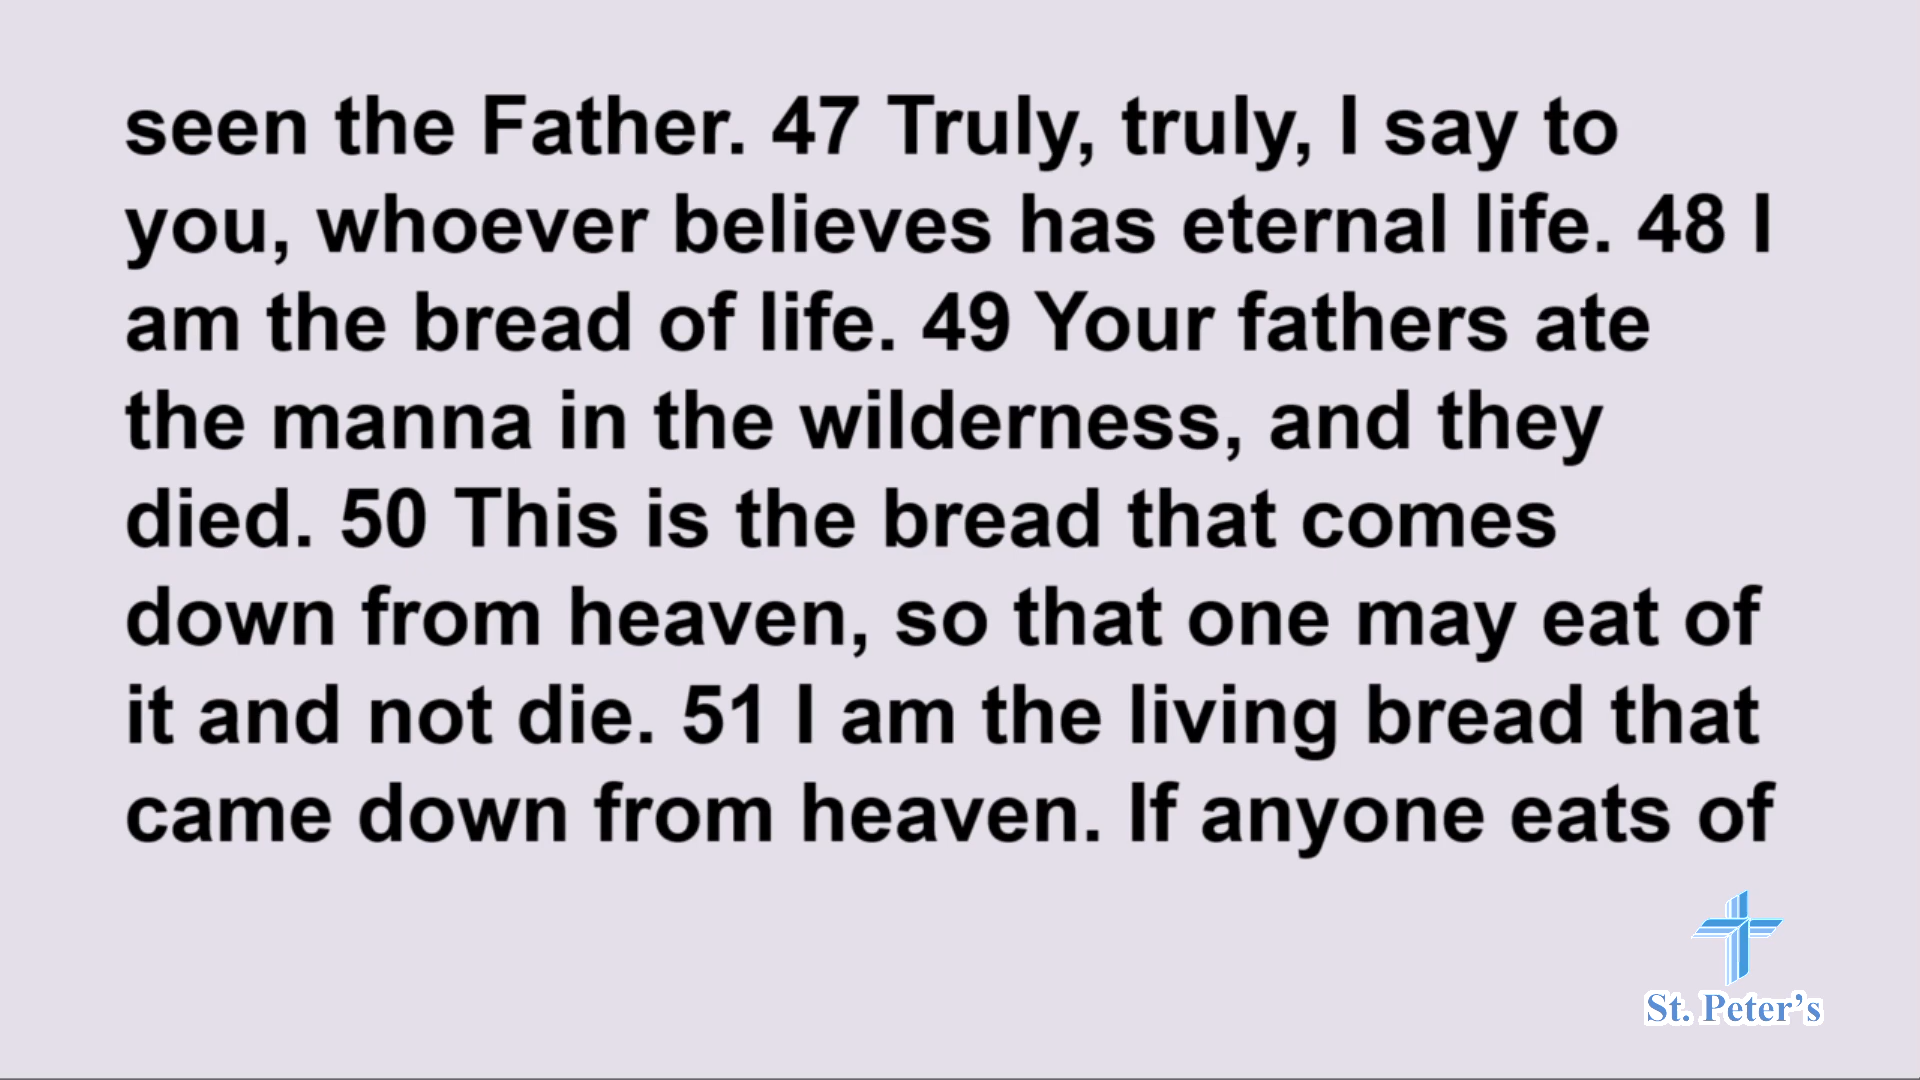 seen the Father. 47 Truly, truly, I say to
you, whoever believes has eternal life. 48 I
am the bread of life. 49 Your fathers ate
the manna in the wilderness, and they
died. 50 This is the bread that comes
down from heaven, so that one may eat of
it and not die. 51 I am the living bread that
came down from heaven. If anyone eats of
St. Peter’s